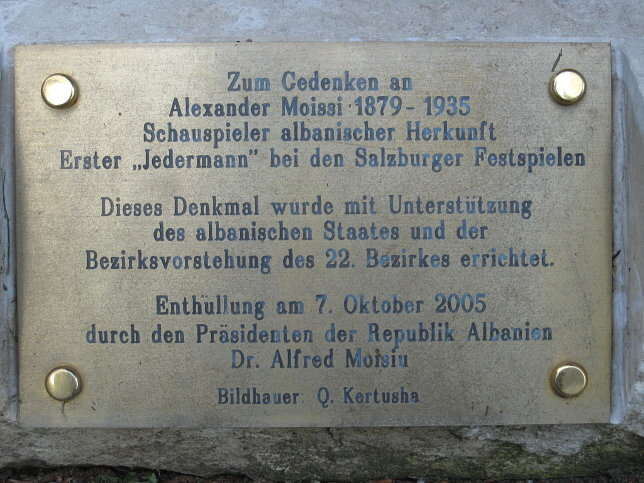 Zum Gedenken an
Alexander Moissi 1879 - 1935
Schauspieler albanischer Herkunft
Erster „Jedermann" bei den Salzburger Festspielen
Dieses Denkmal wurde mit Unterstützung
des albanischen Staates und der
Bezirksvorstehung des 22. Bezirkes errichtet.
Enthüllung am 7. Oktober 2005
durch den Präsidenten der Republik Albanien
Dr. Alfred Moisiu
Bildhauer Q. Kertusha